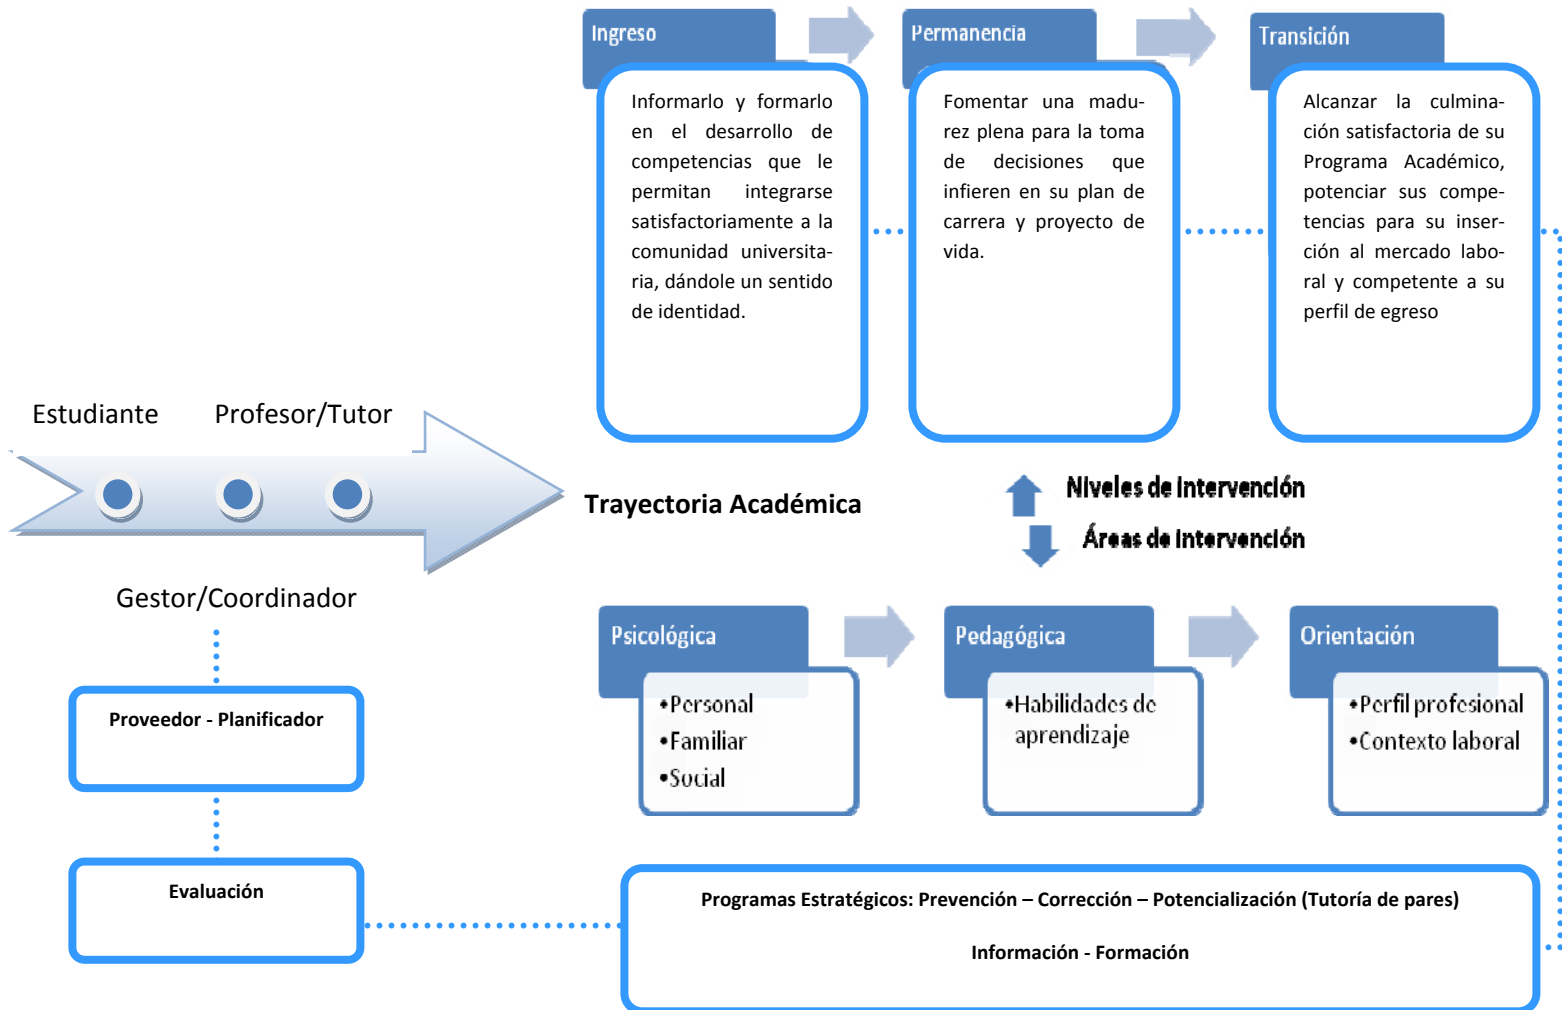 Ingreso
Permanencia
Transición
Informarlo y formarlo
en el desarrollo de
competencias que le
permitan integrarse
satisfactoriamente a la
comunidad universita-
ria, dándole un sentido
de identidad.
Fomentar una madu-
rez plena para la toma
de decisiones que
infieren en su plan de
carrera y proyecto de
vida.
Alcanzar la culmina-
ción satisfactoria de su
Programa Académico,
potenciar sus compe-
tencias para su inser-
ción al mercado labo-
ral y competente a su
perfil de egreso
Estudiante
Profesor/Tutor
Trayectoria Académica
Niveles de Intervención
Áreas de Intervención
Gestor/Coordinador
Psicológica
•Personal
•Familiar
•Social
Pedagógica
•Habilidades de
aprendizaje
Orientación
•Perfil profesional
•Contexto laboral
Proveedor - Planificador
Evaluación
Programas Estratégicos: Prevención – Corrección – Potencialización (Tutoría de pares)
Información - Formación